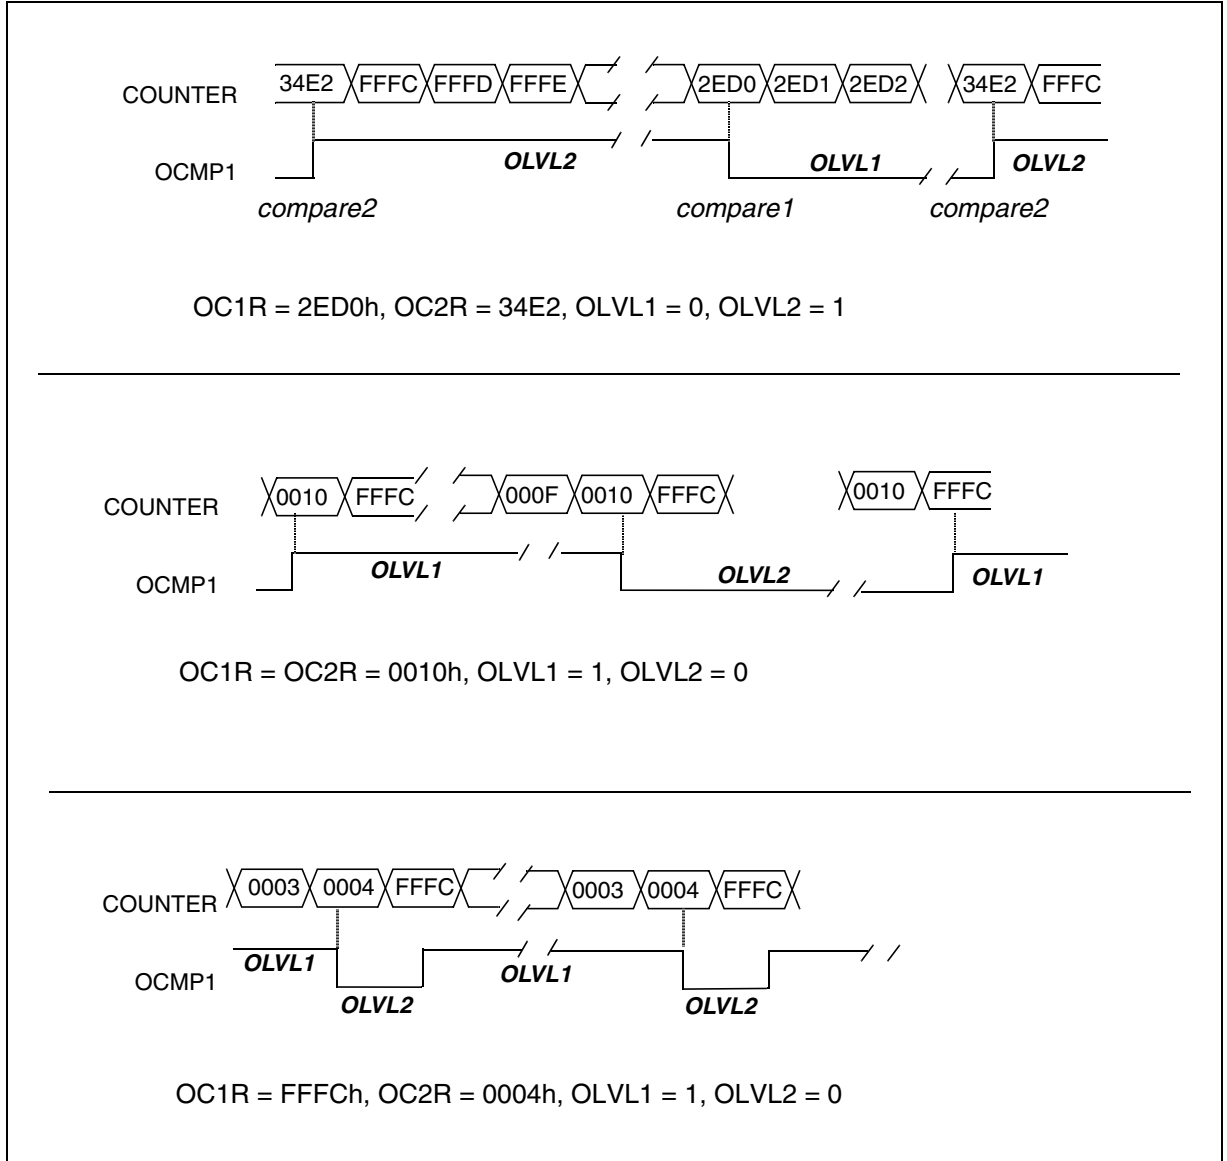 COUNTER 34E2 FFFC FFFD FFFE 2ED0 2ED1 2ED2 34E2 FFFC
OCMP1 OLVL2 OLVL1 OLVL2
compare2 compare1 compare2
OC1R = 2ED0h, OC2R = 34E2, OLVL1 = 0, OLVL2 = 1
COUNTER 0010 FFFC 000F 0010 FFFC 0010 FFFC
OCMP1 OLVL1 OLVL2 OLVL1
OC1R = OC2R = 0010h, OLVL1 = 1, OLVL2 = 0
COUNTER 0003 0004 FFFC 0003 0004 FFFC
OCMP1 OLVL1 OLVL1
OLVL2 OLVL2
OC1R = FFFCh, OC2R = 0004h, OLVL1 = 1, OLVL2 = 0